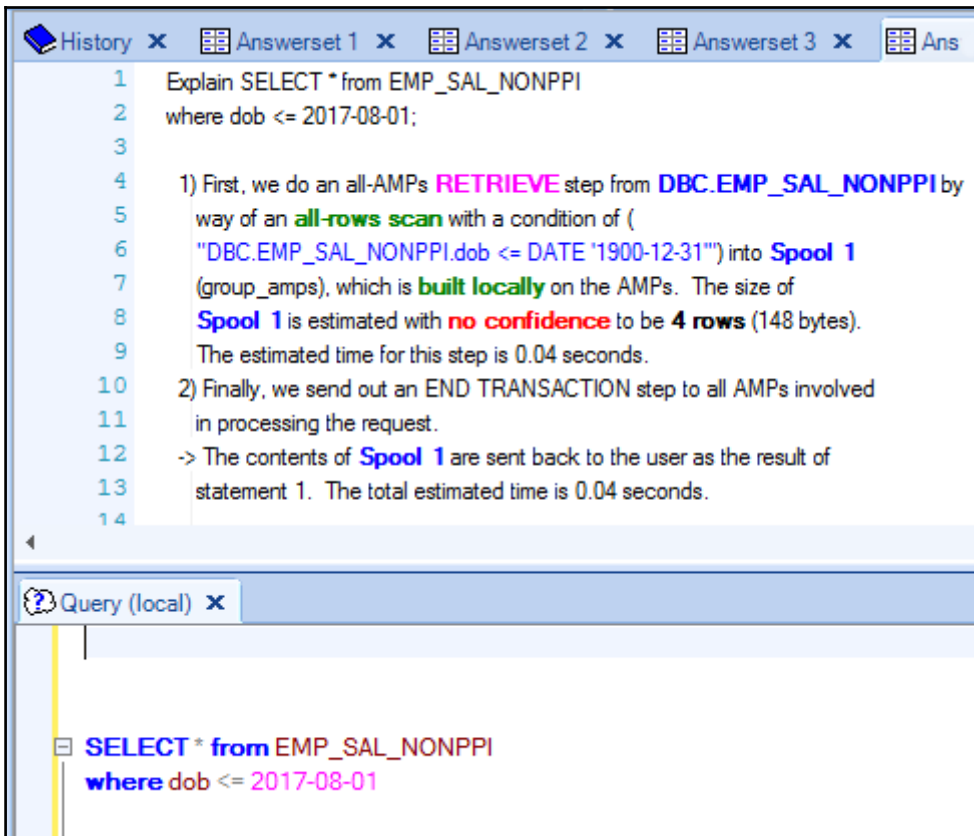 History × Answerset 1 × Answerset 2 × Answerset 3 × Ans
1 Explain SELECT * from EMP_SAL_NONPPI
2 where dob <= 2017-08-01;
3
4 1) First, we do an all-AMPs RETRIEVE step from DBC.EMP_SAL_NONPPI by
5 way of an all-rows scan with a condition of (
6 "DBC.EMP_SAL_NONPPI.dob <= DATE '1900-12-31'") into Spool 1
7 (group_amps), which is built locally on the AMPs. The size of
8 Spool 1 is estimated with no confidence to be 4 rows (148 bytes).
9 The estimated time for this step is 0.04 seconds.
10 2) Finally, we send out an END TRANSACTION step to all AMPs involved
11 in processing the request.
12 -> The contents of Spool 1 are sent back to the user as the result of
13 statement 1. The total estimated time is 0.04 seconds.
14
Query (local) ×
SELECT * from EMP_SAL_NONPPI
where dob <= 2017-08-01